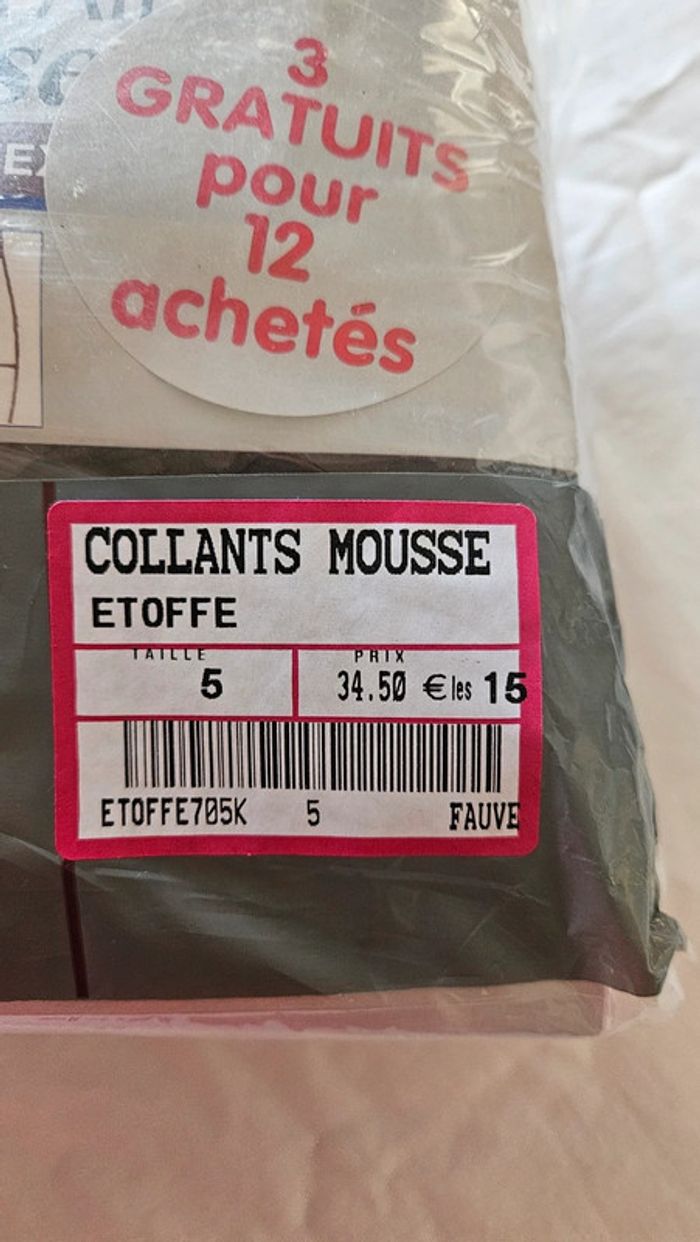 3
GRATUITS
pour
12
achetés
COLLANTS MOUSSE
ETOFFE
TAILLE PRIX
5 34.50 € les 15
ETOFFE705K 5 FAUVE